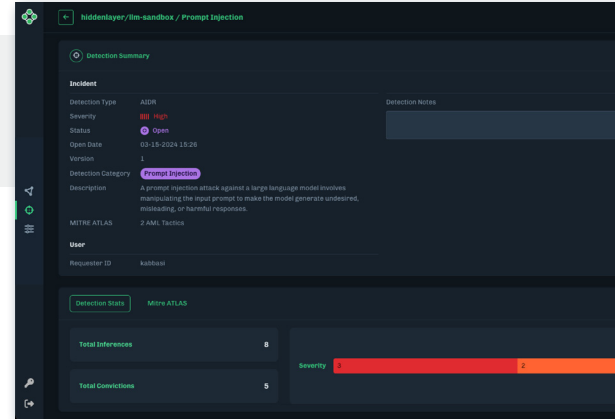 hiddenlayer/llm-sandbox / Prompt Injection
Detection Summary
Incident
Detection Type AIDR
Severity High
Status Open
Open Date 03-15-2024 15:26
Version 1
Detection Category Prompt Injection
Description A prompt injection attack against a large language model involves
manipulating the input prompt to make the model generate undesired,
misleading, or harmful responses.
MITRE ATLAS 2 AML Tactics
User
Requester ID kabbasi
Detection Notes
Detection Stats Mitre ATLAS
Total Inferences 8
Total Convictions 5
Severity 3 2